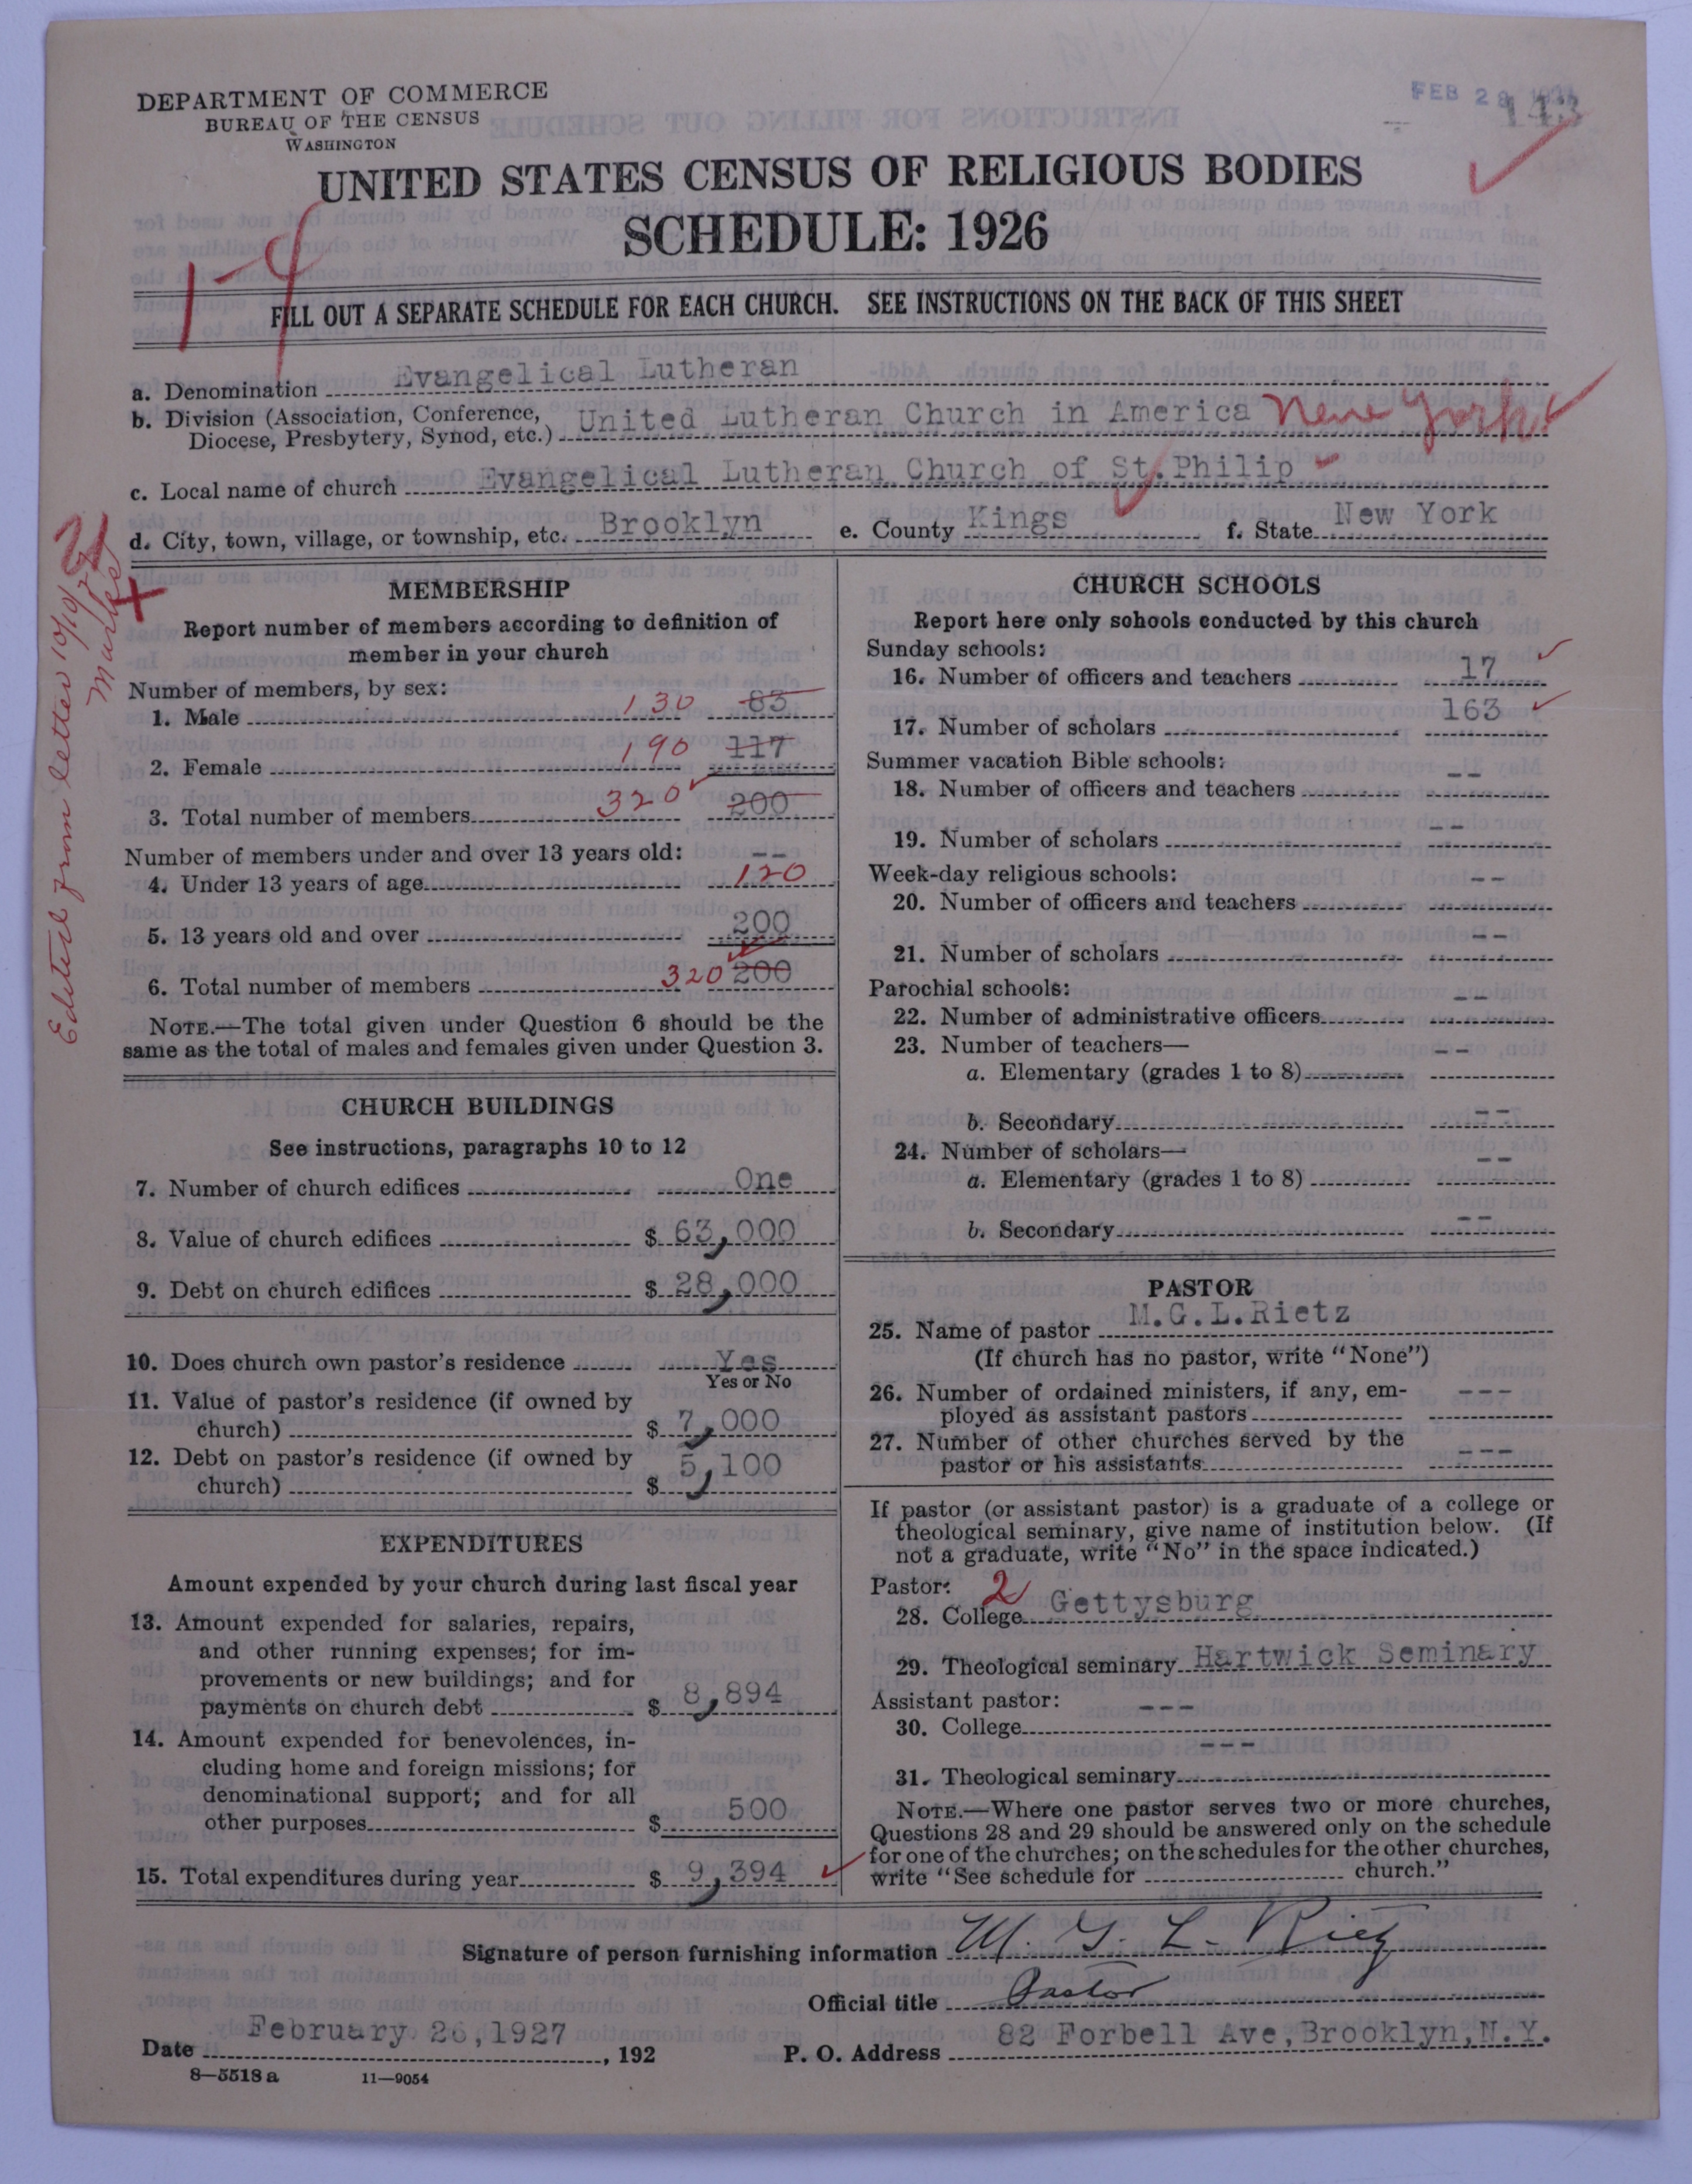 DEPARTMENT OF COMMERCE
BUREAU OF THE CENSUS
WASHINGTON
FEB 28
143
UNITED STATES CENSUS OF RELIGIOUS BODIES
SCHEDULE: 1926
1-4
FILL OUT A SEPARATE SCHEDULE FOR EACH CHURCH. SEE INSTRUCTIONS ON THE BACK OF THIS SHEET
a. Denomination Evangelical Lutheran
b. Division (Association, Conference, Diocese, Presbytery, Synod, etc.) United Lutheran Church in America New York
c. Local name of church Evangelical Lutheran Church of St. Philip
d. City, town, village, or township, etc. Brooklyn e. County Kings f. State New York
Edited from letter 10/10/27
MEMBERSHIP
Report number of members according to definition of
member in your church
Number of members, by sex:
1. Male 130 83
2. Female 190 117
3. Total number of members 320 200
Number of members under and over 13 years old: --
4. Under 13 years of age 120
5. 13 years old and over 200
6. Total number of members 320 200
NOTE.—The total given under Question 6 should be the
same as the total of males and females given under Question 3.
CHURCH BUILDINGS
See instructions, paragraphs 10 to 12
7. Number of church edifices One
8. Value of church edifices $ 63,000
9. Debt on church edifices $ 28,000
10. Does church own pastor's residence Yes
Yes or No
11. Value of pastor's residence (if owned by
church) $ 7,000
12. Debt on pastor's residence (if owned by
church) $ 5,100
EXPENDITURES
Amount expended by your church during last fiscal year
13. Amount expended for salaries, repairs,
and other running expenses; for im-
provements or new buildings; and for
payments on church debt $ 8,894
14. Amount expended for benevolences, in-
cluding home and foreign missions; for
denominational support; and for all
other purposes $ 500
15. Total expenditures during year $ 9,394
CHURCH SCHOOLS
Report here only schools conducted by this church
Sunday schools:
16. Number of officers and teachers 17
17. Number of scholars 163
Summer vacation Bible schools:
18. Number of officers and teachers --
19. Number of scholars --
Week-day religious schools:
20. Number of officers and teachers --
21. Number of scholars --
Parochial schools:
22. Number of administrative officers --
23. Number of teachers—
a. Elementary (grades 1 to 8) --
b. Secondary --
24. Number of scholars—
a. Elementary (grades 1 to 8) --
b. Secondary --
PASTOR
25. Name of pastor M.G.L.Rietz
(If church has no pastor, write "None")
26. Number of ordained ministers, if any, em-
ployed as assistant pastors ---
27. Number of other churches served by the
pastor or his assistants ---
If pastor (or assistant pastor) is a graduate of a college or
theological seminary, give name of institution below. (If
not a graduate, write "No" in the space indicated.)
Pastor: 2
28. College Gettysburg
29. Theological seminary Hartwick Seminary
Assistant pastor:
30. College ---
31. Theological seminary ---
NOTE.—Where one pastor serves two or more churches,
Questions 28 and 29 should be answered only on the schedule
for one of the churches; on the schedules for the other churches,
write "See schedule for church."
Signature of person furnishing information M. G. L. Rietz
Official title Pastor
Date February 26, 1927, 192 P. O. Address 82 Forbell Ave, Brooklyn, N.Y.
8—5518 a 11—9054